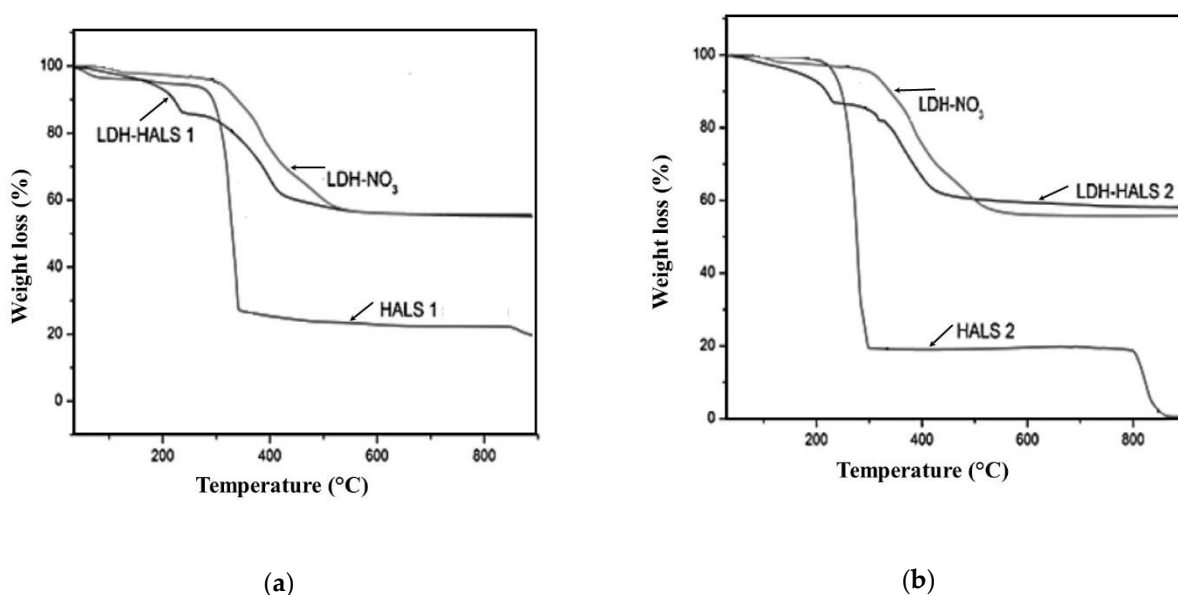 100
80
60
40
20
0
LDH-HALS 1
LDH-NO3
HALS 1
Weight loss (%)
200
400
600
800
Temperature (°C)
(a)
100
80
60
40
20
0
LDH-NO3
LDH-HALS 2
HALS 2
Weight loss (%)
200
400
600
800
Temperature (°C)
(b)